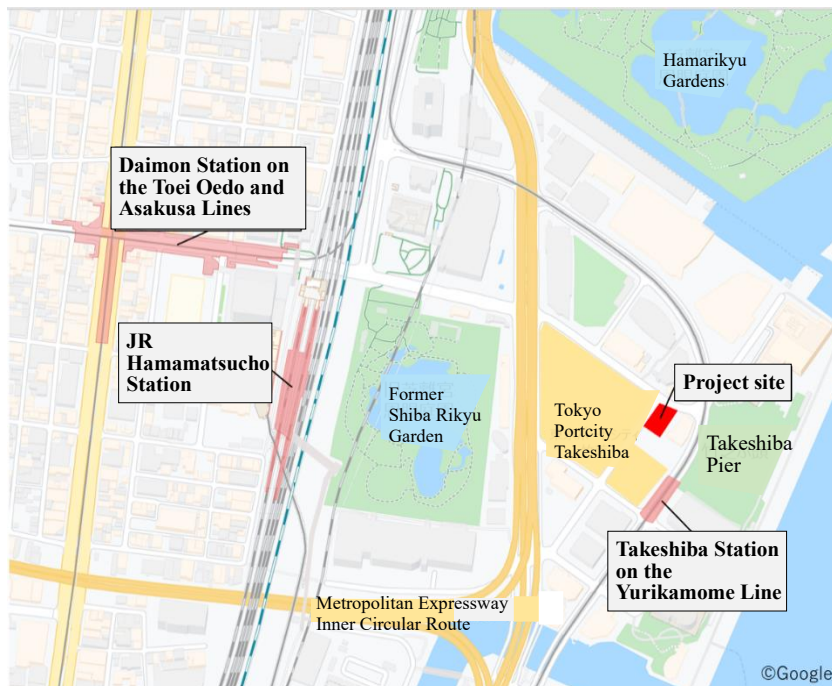 Hamarikyu
Gardens
Daimon Station on
the Toei Oedo and
Asakusa Lines
JR
Hamamatsucho
Station
Former
Shiba Rikyu
Garden
Project site
Tokyo
Portcity
Takeshiba
Takeshiba
Pier
Takeshiba Station
on the
Yurikamome Line
Metropolitan Expressway
Inner Circular Route
©Google